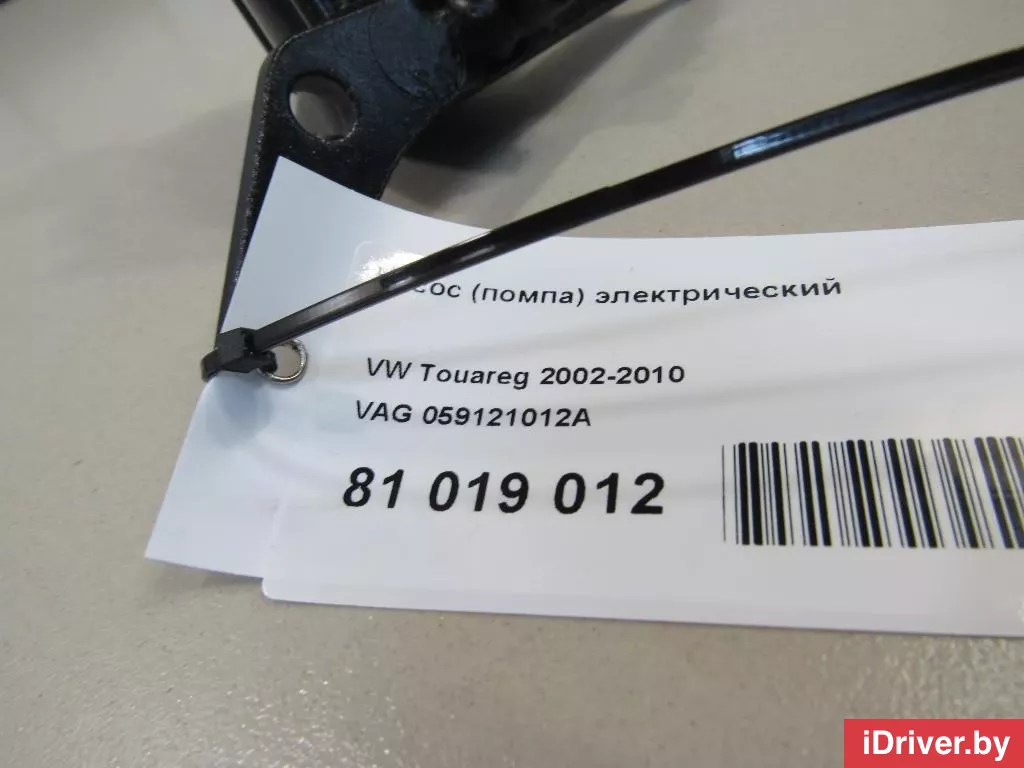 (помпа) электрический
VW Touareg 2002-2010
VAG 059121012A
81 019 012
iDriver.by